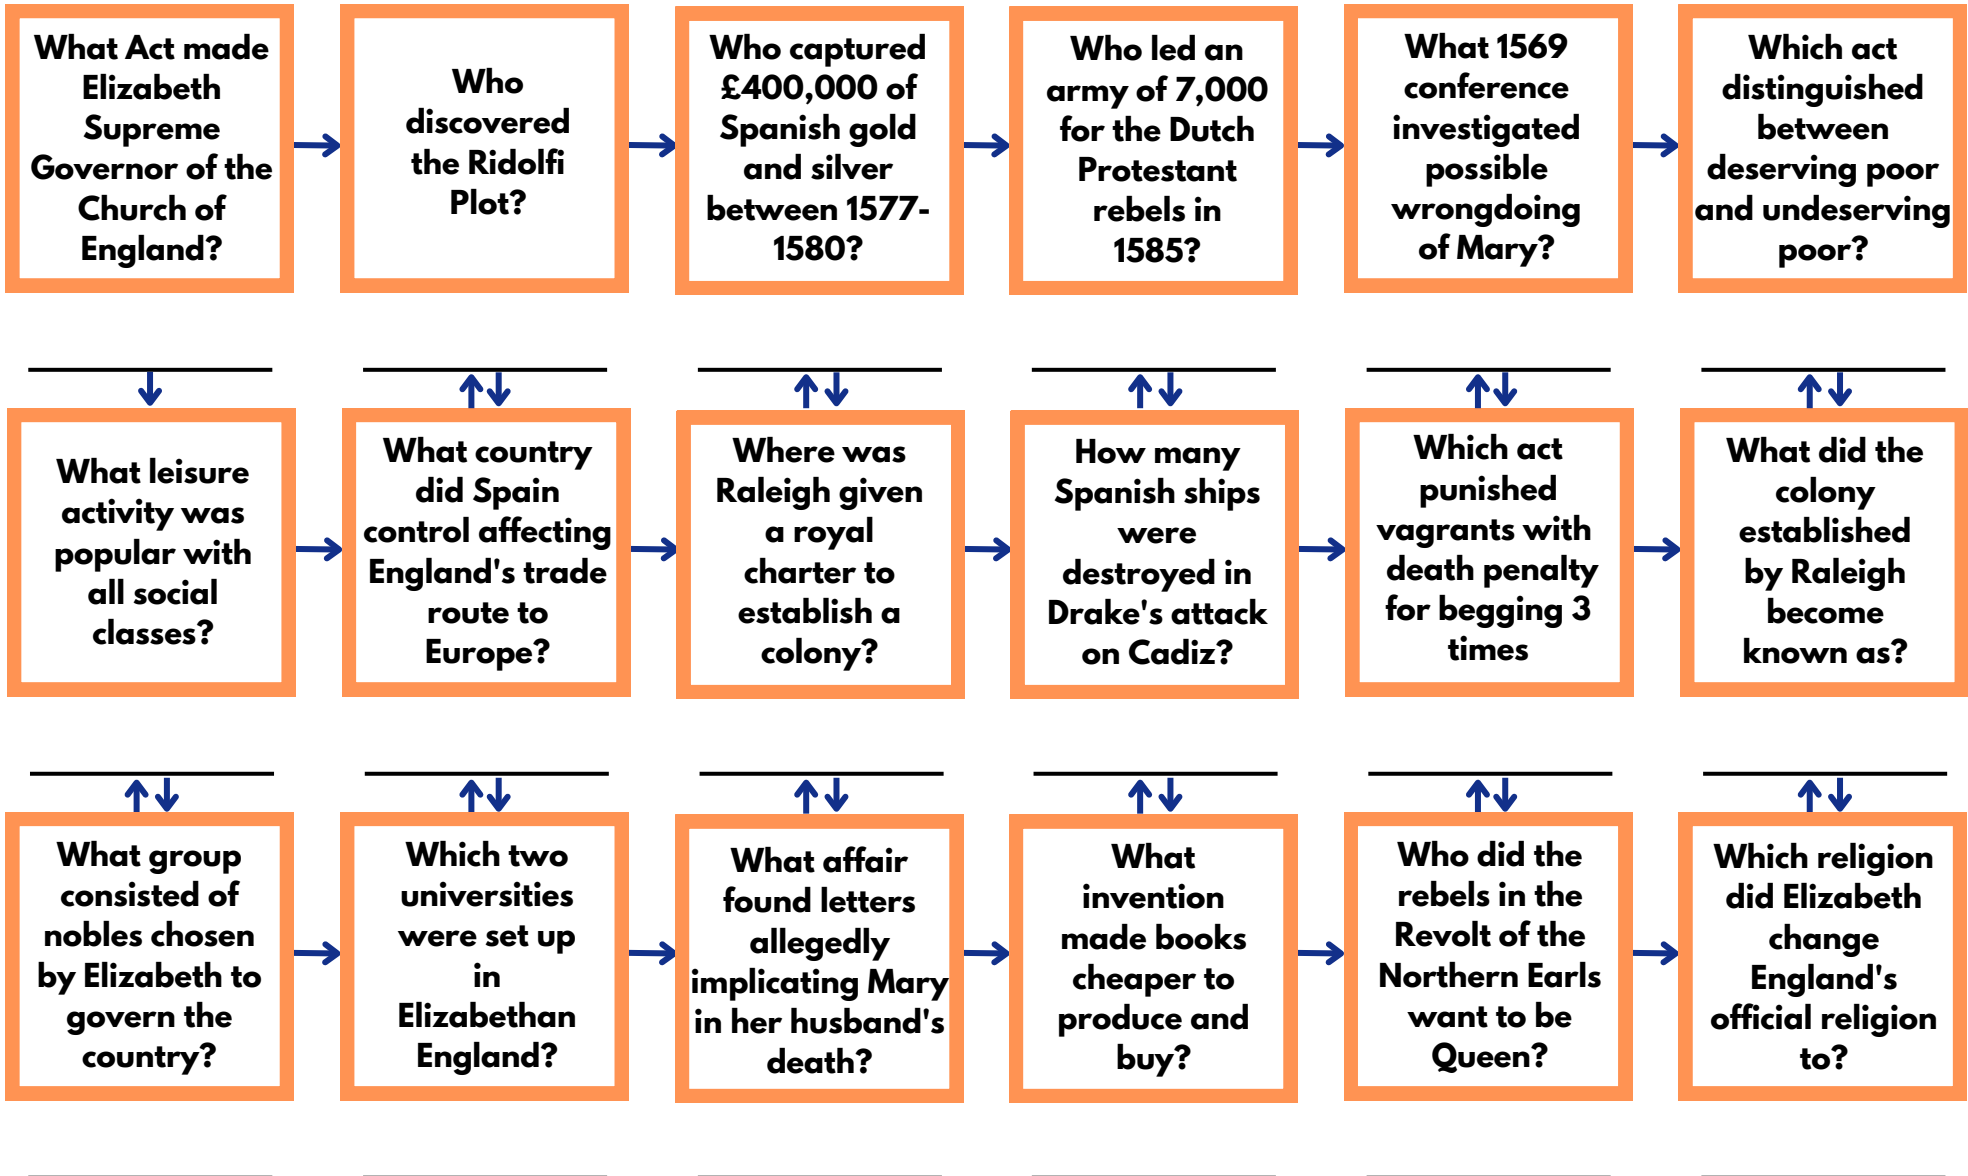 What Act made
Elizabeth
Supreme
Governor of the
Church of
England?
Who
discovered
the Ridolfi
Plot?
Who captured
£400,000 of
Spanish gold
and silver
between 1577-
1580?
Who led an
army of 7,000
for the Dutch
Protestant
rebels in
1585?
What 1569
conference
investigated
possible
wrongdoing
of Mary?
Which act
distinguished
between
deserving poor
and undeserving
poor?
What leisure
activity was
popular with
all social
classes?
What country
did Spain
control affecting
England's trade
route to
Europe?
Where was
Raleigh given
a royal
charter to
establish a
colony?
How many
Spanish ships
were
destroyed in
Drake's attack
on Cadiz?
Which act
punished
vagrants with
death penalty
for begging 3
times
What did the
colony
established
by Raleigh
become
known as?
What group
consisted of
nobles chosen
by Elizabeth to
govern the
country?
Which two
universities
were set up
in
Elizabethan
England?
What affair
found letters
allegedly
implicating Mary
in her husband's
death?
What
invention
made books
cheaper to
produce and
buy?
Who did the
rebels in the
Revolt of the
Northern Earls
want to be
Queen?
Which religion
did Elizabeth
change
England's
official religion
to?